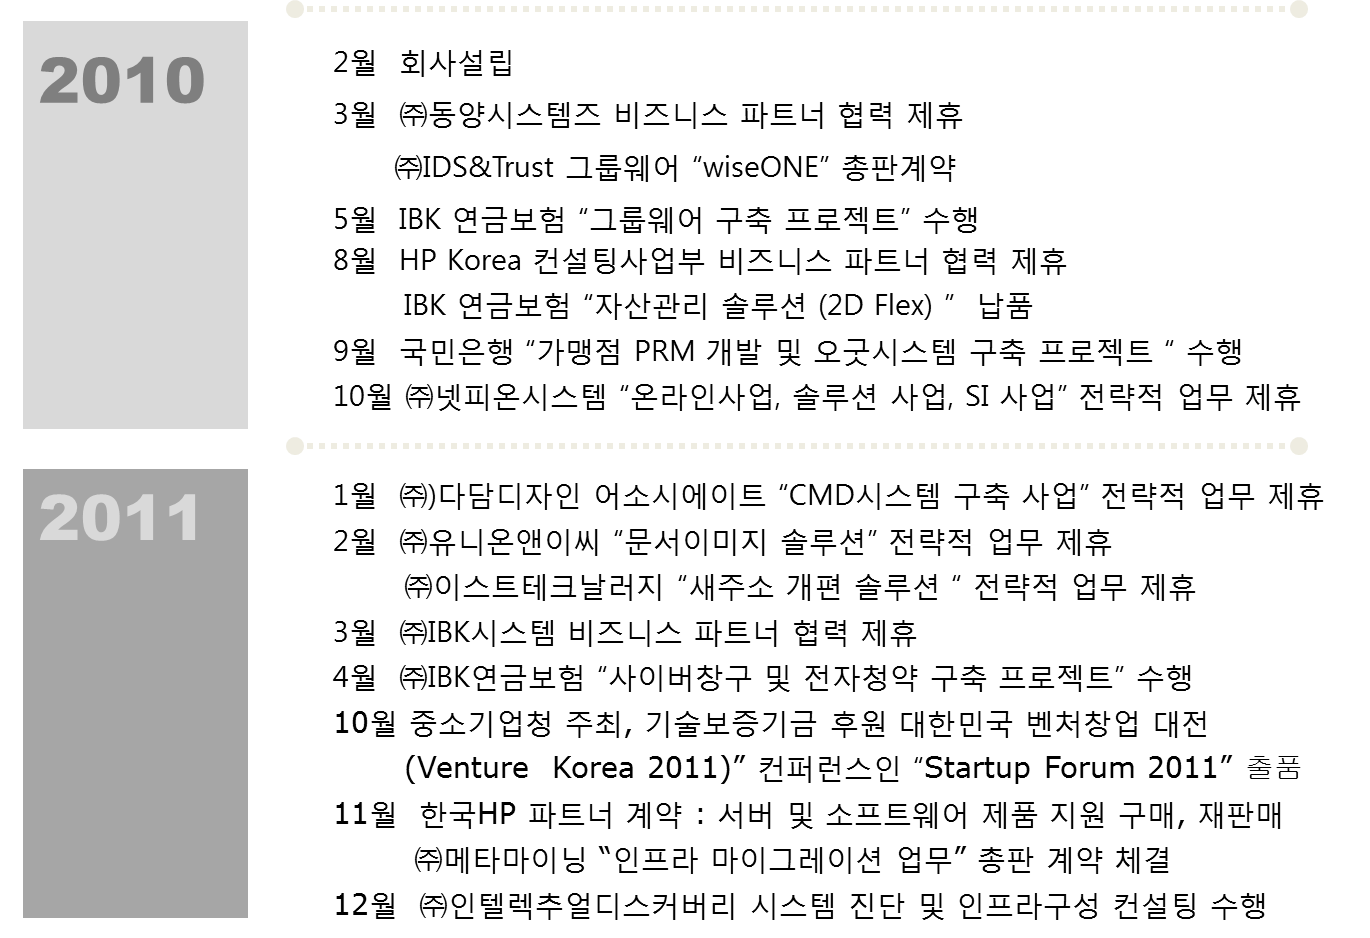 2010
2월 회사설립
3월 ㈜동양시스템즈 비즈니스 파트너 협력 제휴
㈜IDS&Trust 그룹웨어 “wiseONE” 총판계약
5월 IBK 연금보험 “그룹웨어 구축 프로젝트” 수행
8월 HP Korea 컨설팅사업부 비즈니스 파트너 협력 제휴
IBK 연금보험 “자산관리 솔루션 (2D Flex) ” 납품
9월 국민은행 “가맹점 PRM 개발 및 오굿시스템 구축 프로젝트 “ 수행
10월 ㈜넷피온시스템 “온라인사업, 솔루션 사업, SI 사업” 전략적 업무 제휴
2011
1월 ㈜)다담디자인 어소시에이트 “CMD시스템 구축 사업” 전략적 업무 제휴
2월 ㈜유니온앤이씨 “문서이미지 솔루션” 전략적 업무 제휴
㈜이스트테크날러지 “새주소 개편 솔루션 “ 전략적 업무 제휴
3월 ㈜IBK시스템 비즈니스 파트너 협력 제휴
4월 ㈜IBK연금보험 “사이버창구 및 전자청약 구축 프로젝트” 수행
10월 중소기업청 주최, 기술보증기금 후원 대한민국 벤처창업 대전
(Venture Korea 2011)” 컨퍼런스인 “Startup Forum 2011” 출품
11월 한국HP 파트너 계약 : 서버 및 소프트웨어 제품 지원 구매, 재판매
㈜메타마이닝 “인프라 마이그레이션 업무” 총판 계약 체결
12월 ㈜인텔렉추얼디스커버리 시스템 진단 및 인프라구성 컨설팅 수행